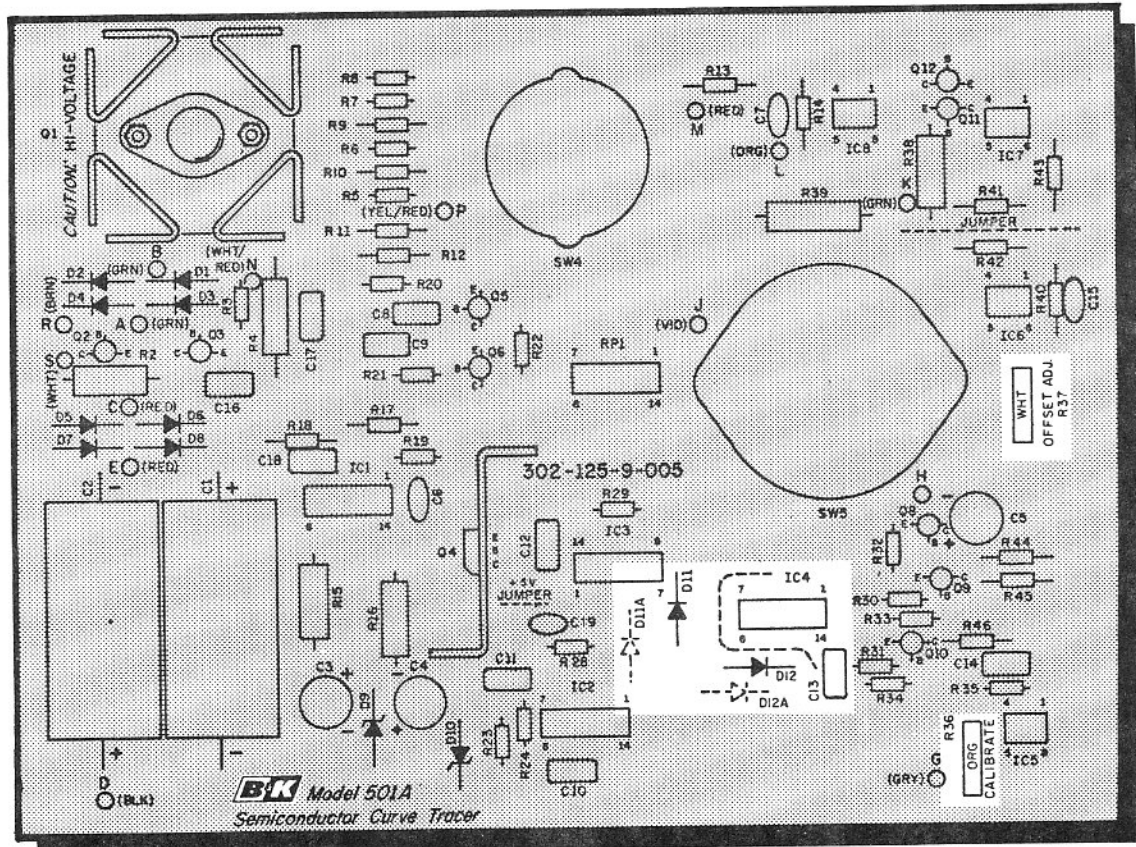 CAUTION! HI-VOLTAGE
Q1
R8
R7
R9
R6
R10
R5
(YEL/RED) P
R11
R12
R20
C8
C9
R21
Q5
Q6
R22
SW4
R13
M (RED)
C7
R14
(ORG)
L
IC8
Q12
Q11
IC7
R38
R39
K
(GRN)
R41
JUMPER
R42
R43
IC6
R40
C15
B
(GRN)
(WHT/
RED) N
D2
D1
D4
D3
R (BRN)
A (GRN)
R3
R4
C17
Q2
Q3
S
(WHT)
R2
C16
C (RED)
D5
D6
D7
D8
E (RED)
R17
R18
R19
C18
IC1
C6
RP1
J
(VIO)
WHT
OFFSET ADJ.
R37
SW5
302-125-9-005
R29
IC3
C2
C1
R15
R16
Q4
C12
+5V
JUMPER
C19
R28
D11A
D11
IC4
D12
D12A
C13
H
Q8
C5
R32
R44
R45
Q9
R30
R33
R46
Q10
R31
R34
C14
R35
R36
ORG
CALIBRATE
IC5
G
(GRY)
C3
C4
D9
D10
C11
IC2
R23
R24
C10
D (BLK)
B&K Model 501A
Semiconductor Curve Tracer